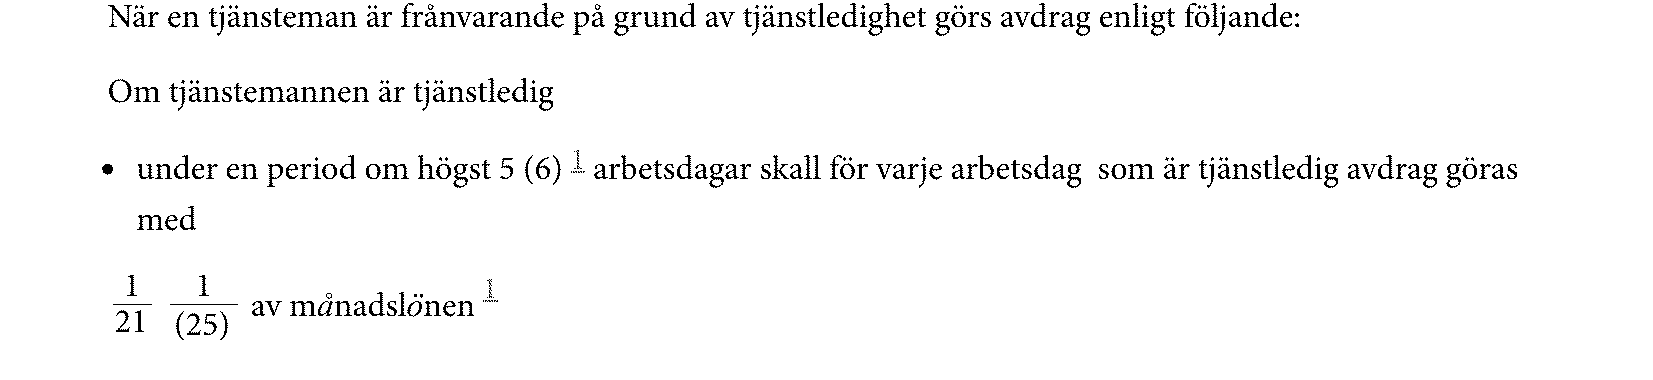 När en tjänsteman är frånvarande på grund av tjänstledighet görs avdrag enligt följande:
Om tjänstemannen är tjänstledig
• under en period om högst 5 (6) 1 arbetsdagar skall för varje arbetsdag som är tjänstledig avdrag göras
med
1/21 1/(25) av månadslönen 1